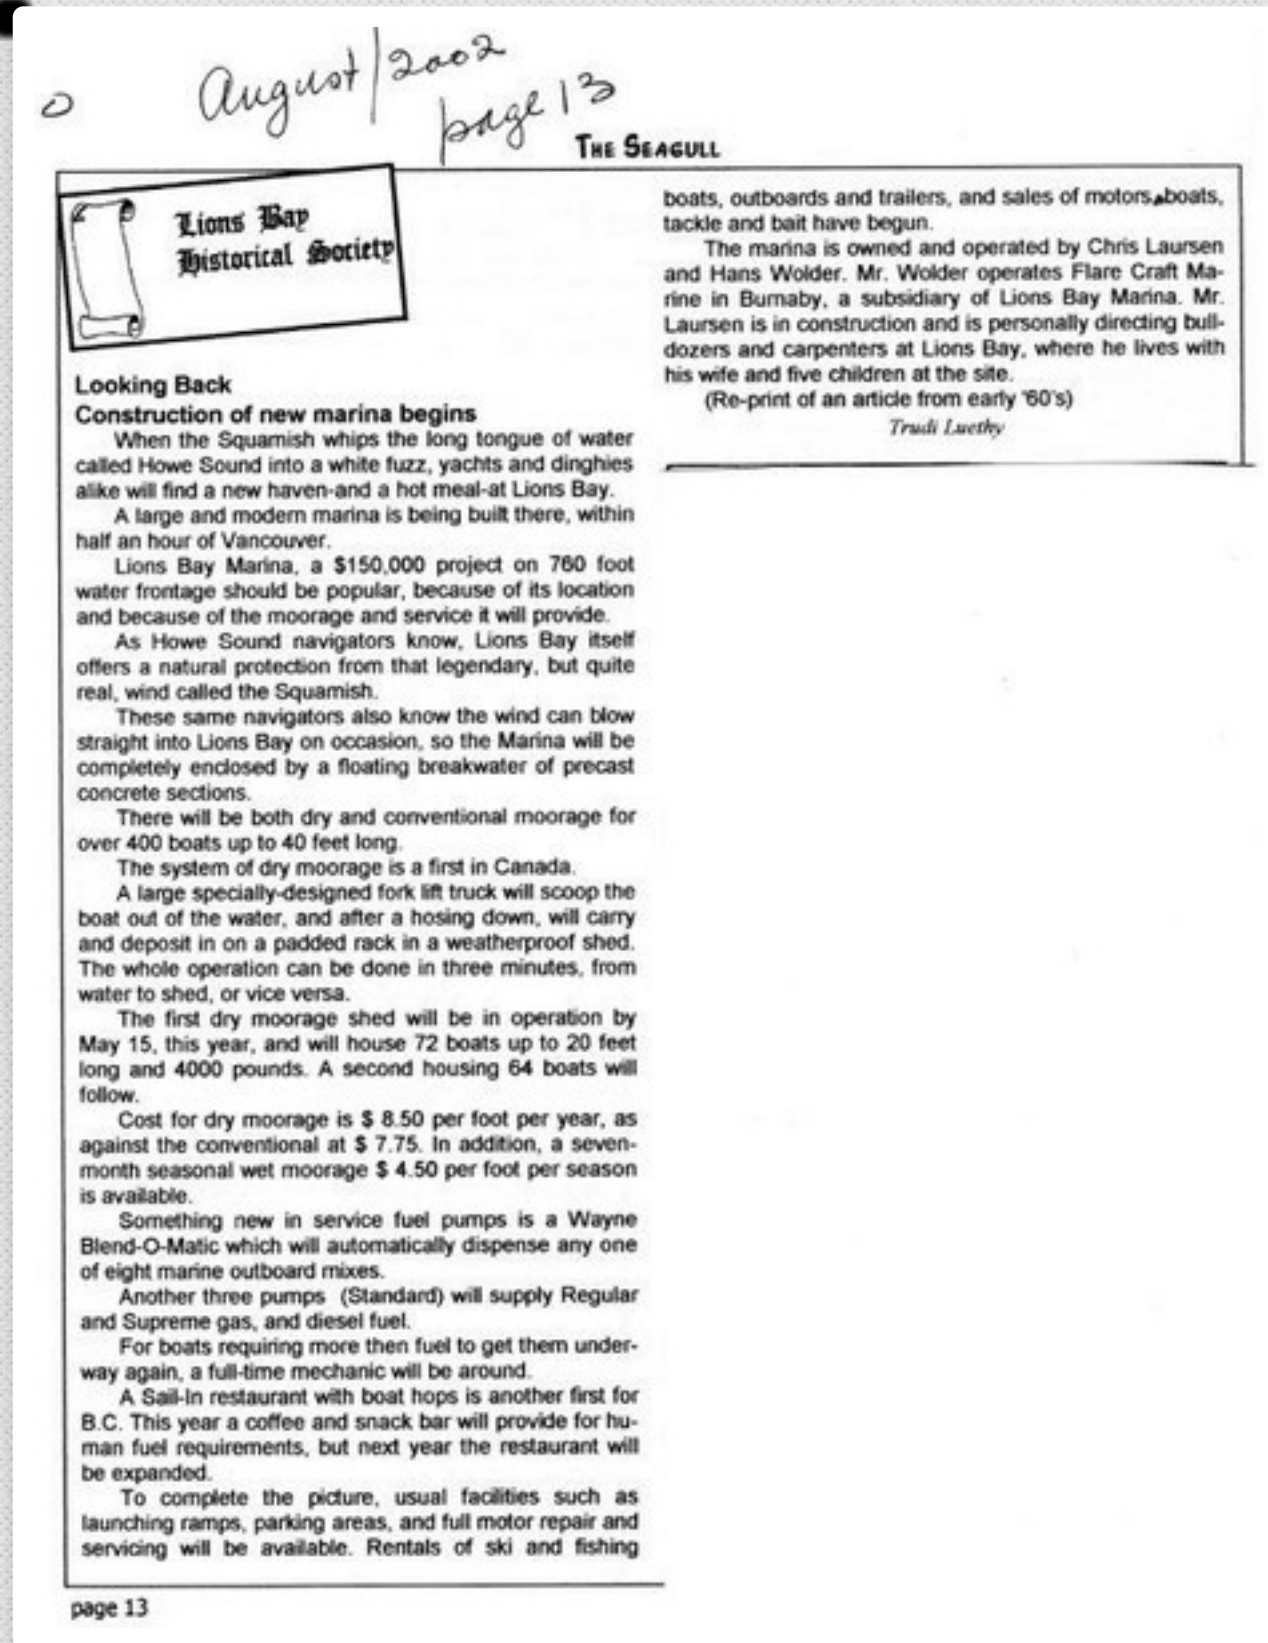 August/2002
page 13
THE SEAGULL
Lions Bay
Historical Society
Looking Back
Construction of new marina begins
When the Squamish whips the long tongue of water
called Howe Sound into a white fuzz, yachts and dinghies
alike will find a new haven-and a hot meal-at Lions Bay.
A large and modern marina is being built there, within
half an hour of Vancouver.
Lions Bay Marina, a $150,000 project on 760 foot
water frontage should be popular, because of its location
and because of the moorage and service it will provide.
As Howe Sound navigators know, Lions Bay itself
offers a natural protection from that legendary, but quite
real, wind called the Squamish.
These same navigators also know the wind can blow
straight into Lions Bay on occasion, so the Marina will be
completely enclosed by a floating breakwater of precast
concrete sections.
There will be both dry and conventional moorage for
over 400 boats up to 40 feet long.
The system of dry moorage is a first in Canada.
A large specially-designed fork lift truck will scoop the
boat out of the water, and after a hosing down, will carry
and deposit in on a padded rack in a weatherproof shed.
The whole operation can be done in three minutes, from
water to shed, or vice versa.
The first dry moorage shed will be in operation by
May 15, this year, and will house 72 boats up to 20 feet
long and 4000 pounds. A second housing 64 boats will
follow.
Cost for dry moorage is $ 8.50 per foot per year, as
against the conventional at $ 7.75. In addition, a seven-
month seasonal wet moorage $ 4.50 per foot per season
is available.
Something new in service fuel pumps is a Wayne
Blend-O-Matic which will automatically dispense any one
of eight marine outboard mixes.
Another three pumps (Standard) will supply Regular
and Supreme gas, and diesel fuel.
For boats requiring more then fuel to get them under-
way again, a full-time mechanic will be around.
A Sail-In restaurant with boat hops is another first for
B.C. This year a coffee and snack bar will provide for hu-
man fuel requirements, but next year the restaurant will
be expanded.
To complete the picture, usual facilities such as
launching ramps, parking areas, and full motor repair and
servicing will be available. Rentals of ski and fishing
boats, outboards and trailers, and sales of motors, boats,
tackle and bait have begun.
The marina is owned and operated by Chris Laursen
and Hans Wolder. Mr. Wolder operates Flare Craft Ma-
rine in Burnaby, a subsidiary of Lions Bay Marina. Mr.
Laursen is in construction and is personally directing bull-
dozers and carpenters at Lions Bay, where he lives with
his wife and five children at the site.
(Re-print of an article from early '60's)
Trudi Luethy
page 13